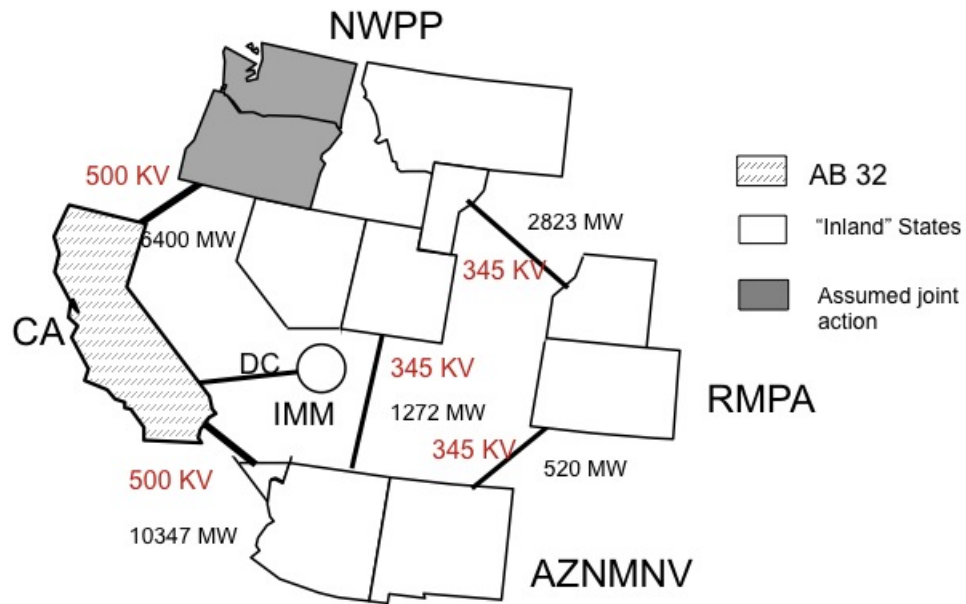 NWPP
500 KV
6400 MW
2823 MW
345 KV
AB 32
"Inland" States
Assumed joint
action
CA
DC
IMM
345 KV
1272 MW
RMPA
345 KV
520 MW
500 KV
10347 MW
AZNMNV